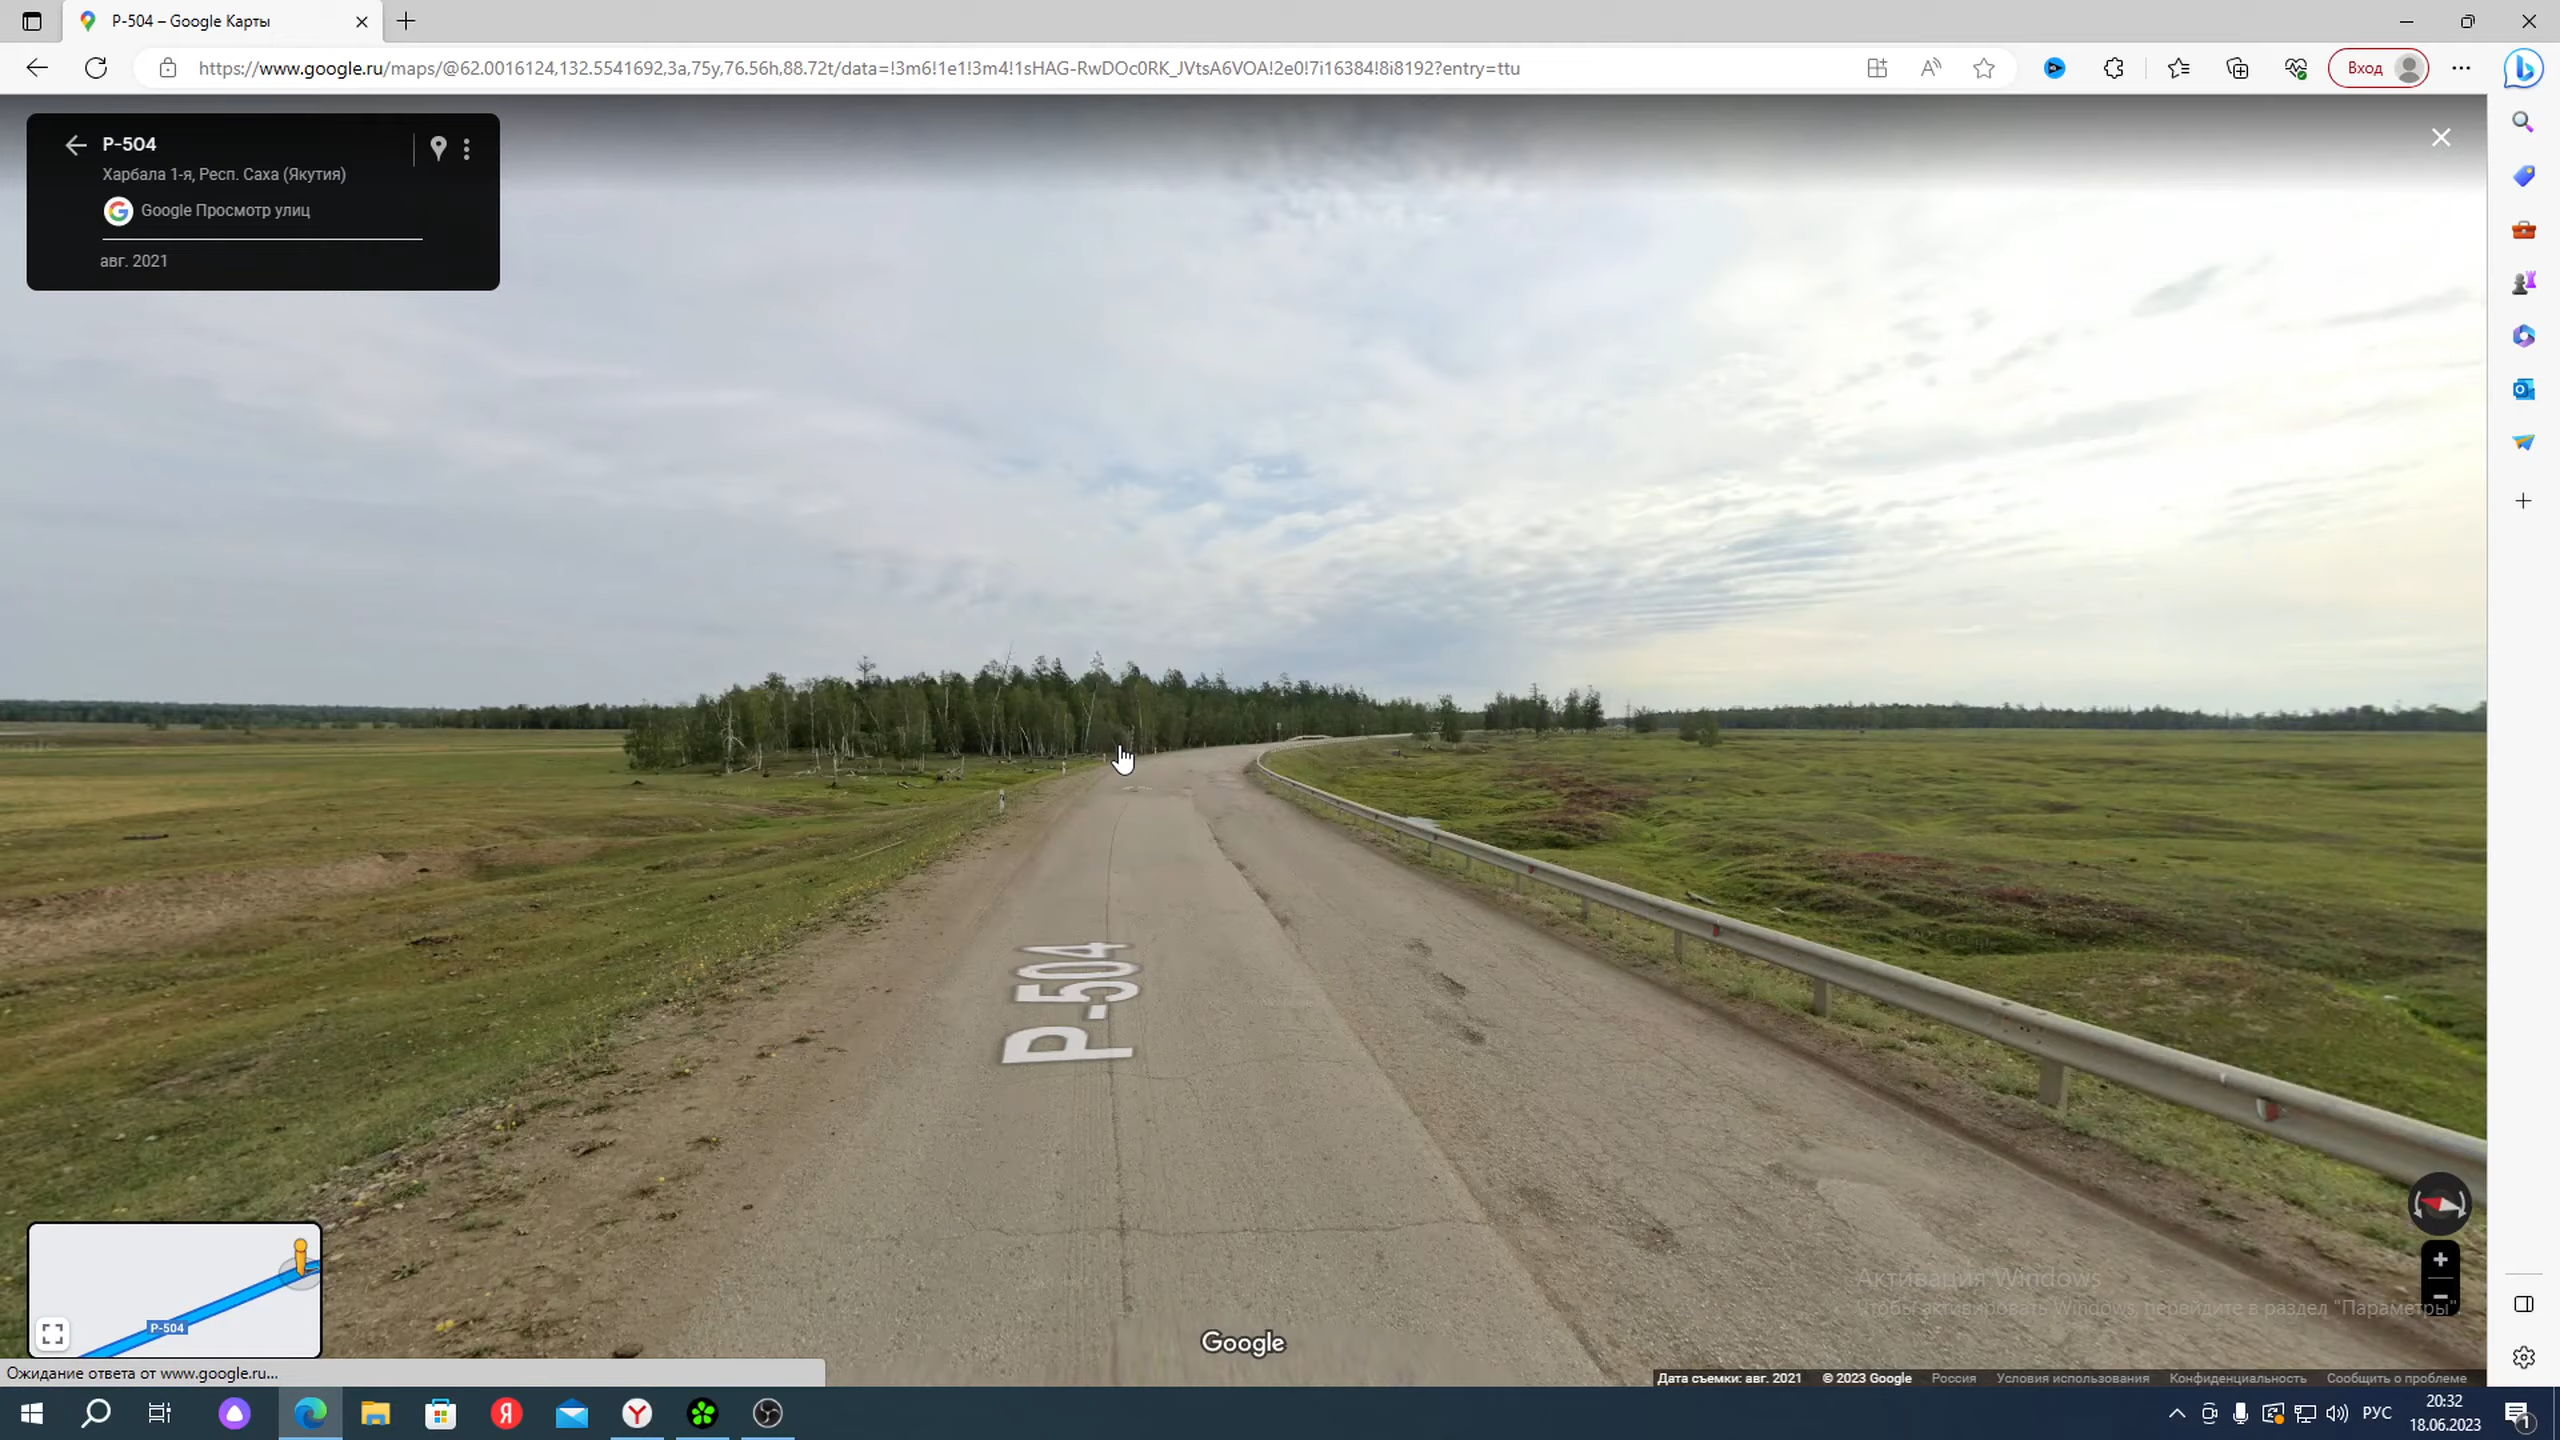 P-504 – Google Карты
https://www.google.ru/maps/@62.0016124,132.5541692,3a,75y,76.56h,88.72t/data=!3m6!1e1!3m4!1sHAG-RwDOc0RK_JVtsA6VOA!2e0!7i16384!8i8192?entry=ttu
Вход
Р-504
Харбала 1-я, Респ. Саха (Якутия)
Google Просмотр улиц
авг. 2021
Р-504
Р-504
Активация Windows
Чтобы активировать Windows, перейдите в раздел "Параметры".
Google
Ожидание ответа от www.google.ru...
Дата съемки: авг. 2021 © 2023 Google Россия Условия использования Конфиденциальность Сообщить о проблеме
РУС
20:32
18.06.2023
1